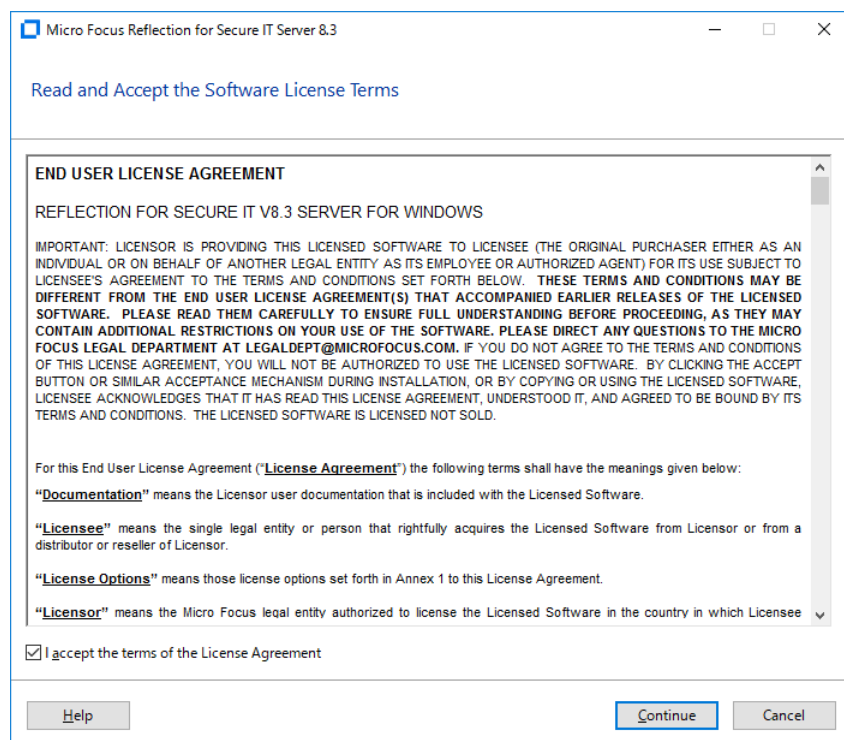 Micro Focus Reflection for Secure IT Server 8.3
Read and Accept the Software License Terms
END USER LICENSE AGREEMENT
REFLECTION FOR SECURE IT V8.3 SERVER FOR WINDOWS
IMPORTANT: LICENSOR IS PROVIDING THIS LICENSED SOFTWARE TO LICENSEE (THE ORIGINAL PURCHASER EITHER AS AN
INDIVIDUAL OR ON BEHALF OF ANOTHER LEGAL ENTITY AS ITS EMPLOYEE OR AUTHORIZED AGENT) FOR ITS USE SUBJECT TO
LICENSEE'S AGREEMENT TO THE TERMS AND CONDITIONS SET FORTH BELOW. THESE TERMS AND CONDITIONS MAY BE
DIFFERENT FROM THE END USER LICENSE AGREEMENT(S) THAT ACCOMPANIED EARLIER RELEASES OF THE LICENSED
SOFTWARE. PLEASE READ THEM CAREFULLY TO ENSURE FULL UNDERSTANDING BEFORE PROCEEDING, AS THEY MAY
CONTAIN ADDITIONAL RESTRICTIONS ON YOUR USE OF THE SOFTWARE. PLEASE DIRECT ANY QUESTIONS TO THE MICRO
FOCUS LEGAL DEPARTMENT AT LEGALDEPT@MICROFOCUS.COM. IF YOU DO NOT AGREE TO THE TERMS AND CONDITIONS
OF THIS LICENSE AGREEMENT, YOU WILL NOT BE AUTHORIZED TO USE THE LICENSED SOFTWARE. BY CLICKING THE ACCEPT
BUTTON OR SIMILAR ACCEPTANCE MECHANISM DURING INSTALLATION, OR BY COPYING OR USING THE LICENSED SOFTWARE,
LICENSEE ACKNOWLEDGES THAT IT HAS READ THIS LICENSE AGREEMENT, UNDERSTOOD IT, AND AGREED TO BE BOUND BY ITS
TERMS AND CONDITIONS. THE LICENSED SOFTWARE IS LICENSED NOT SOLD.
For this End User License Agreement (“License Agreement”) the following terms shall have the meanings given below:
“Documentation” means the Licensor user documentation that is included with the Licensed Software.
“Licensee” means the single legal entity or person that rightfully acquires the Licensed Software from Licensor or from a
distributor or reseller of Licensor.
“License Options” means those license options set forth in Annex 1 to this License Agreement.
“Licensor” means the Micro Focus legal entity authorized to license the Licensed Software in the country in which Licensee
I accept the terms of the License Agreement
Help
Continue
Cancel